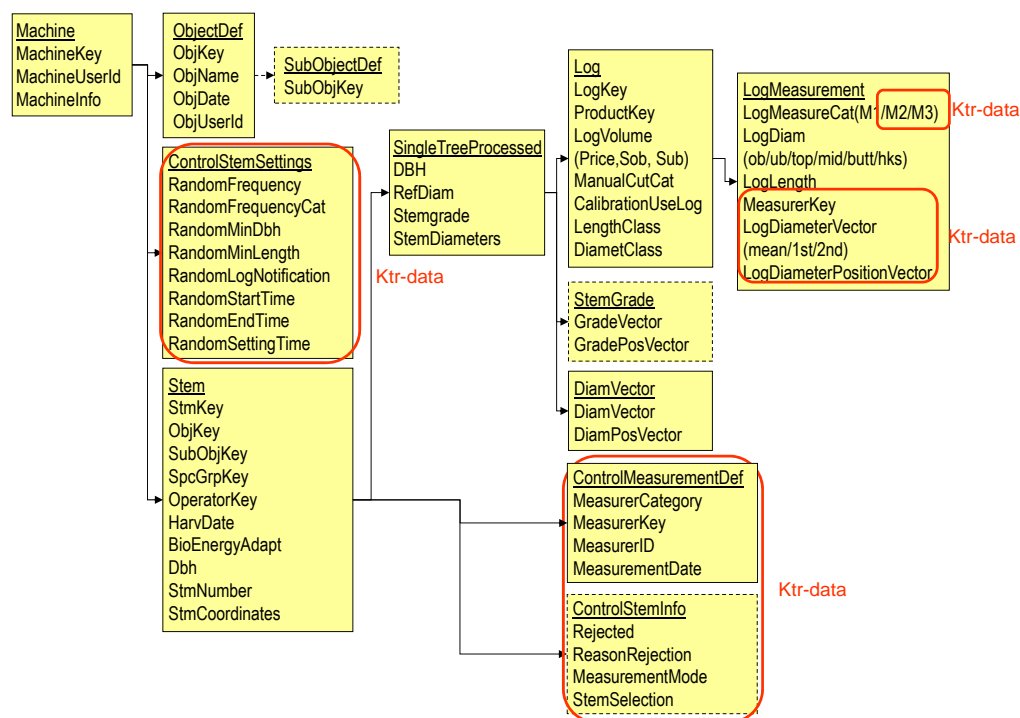 Machine
MachineKey
MachineUserId
MachineInfo
ObjectDef
ObjKey
ObjName
ObjDate
ObjUserId
SubObjectDef
SubObjKey
ControlStemSettings
RandomFrequency
RandomFrequencyCat
RandomMinDbh
RandomMinLength
RandomLogNotification
RandomStartTime
RandomEndTime
RandomSettingTime
Ktr-data
Stem
StmKey
ObjKey
SubObjKey
SpcGrpKey
OperatorKey
HarvDate
BioEnergyAdapt
Dbh
StmNumber
StmCoordinates
SingleTreeProcessed
DBH
RefDiam
Stemgrade
StemDiameters
Log
LogKey
ProductKey
LogVolume
(Price,Sob, Sub)
ManualCutCat
CalibrationUseLog
LengthClass
DiametClass
LogMeasurement
LogMeasureCat(M1/M2/M3)
LogDiam
(ob/ub/top/mid/butt/hks)
LogLength
MeasurerKey
LogDiameterVector
(mean/1st/2nd)
LogDiameterPositionVector
Ktr-data
Ktr-data
StemGrade
GradeVector
GradePosVector
DiamVector
DiamVector
DiamPosVector
ControlMeasurementDef
MeasurerCategory
MeasurerKey
MeasurerID
MeasurementDate
ControlStemInfo
Rejected
ReasonRejection
MeasurementMode
StemSelection
Ktr-data